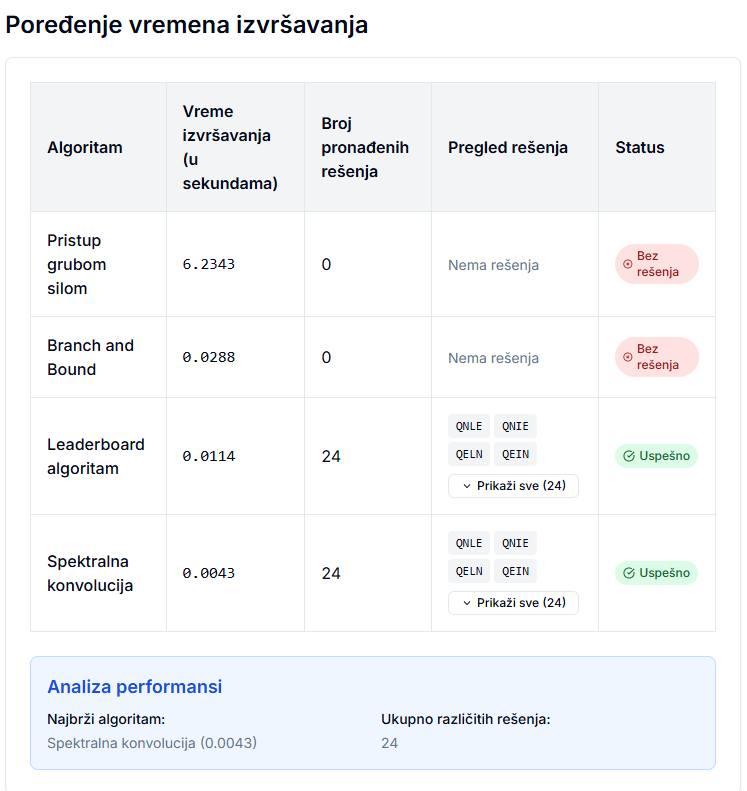 Poređenje vremena izvršavanja
Algoritam
Vreme
izvršavanja
(u
sekundama)
Broj
pronađenih
rešenja
Pregled rešenja
Status
Pristup
grubom
silom
6.2343
0
Nema rešenja
Bez
rešenja
Branch and
Bound
0.0288
0
Nema rešenja
Bez
rešenja
Leaderboard
algoritam
0.0114
24
QNLE QNIE
QELN QEIN
Prikaži sve (24)
Uspešno
Spektralna
konvolucija
0.0043
24
QNLE QNIE
QELN QEIN
Prikaži sve (24)
Uspešno
Analiza performansi
Najbrži algoritam:
Spektralna konvolucija (0.0043)
Ukupno različitih rešenja:
24